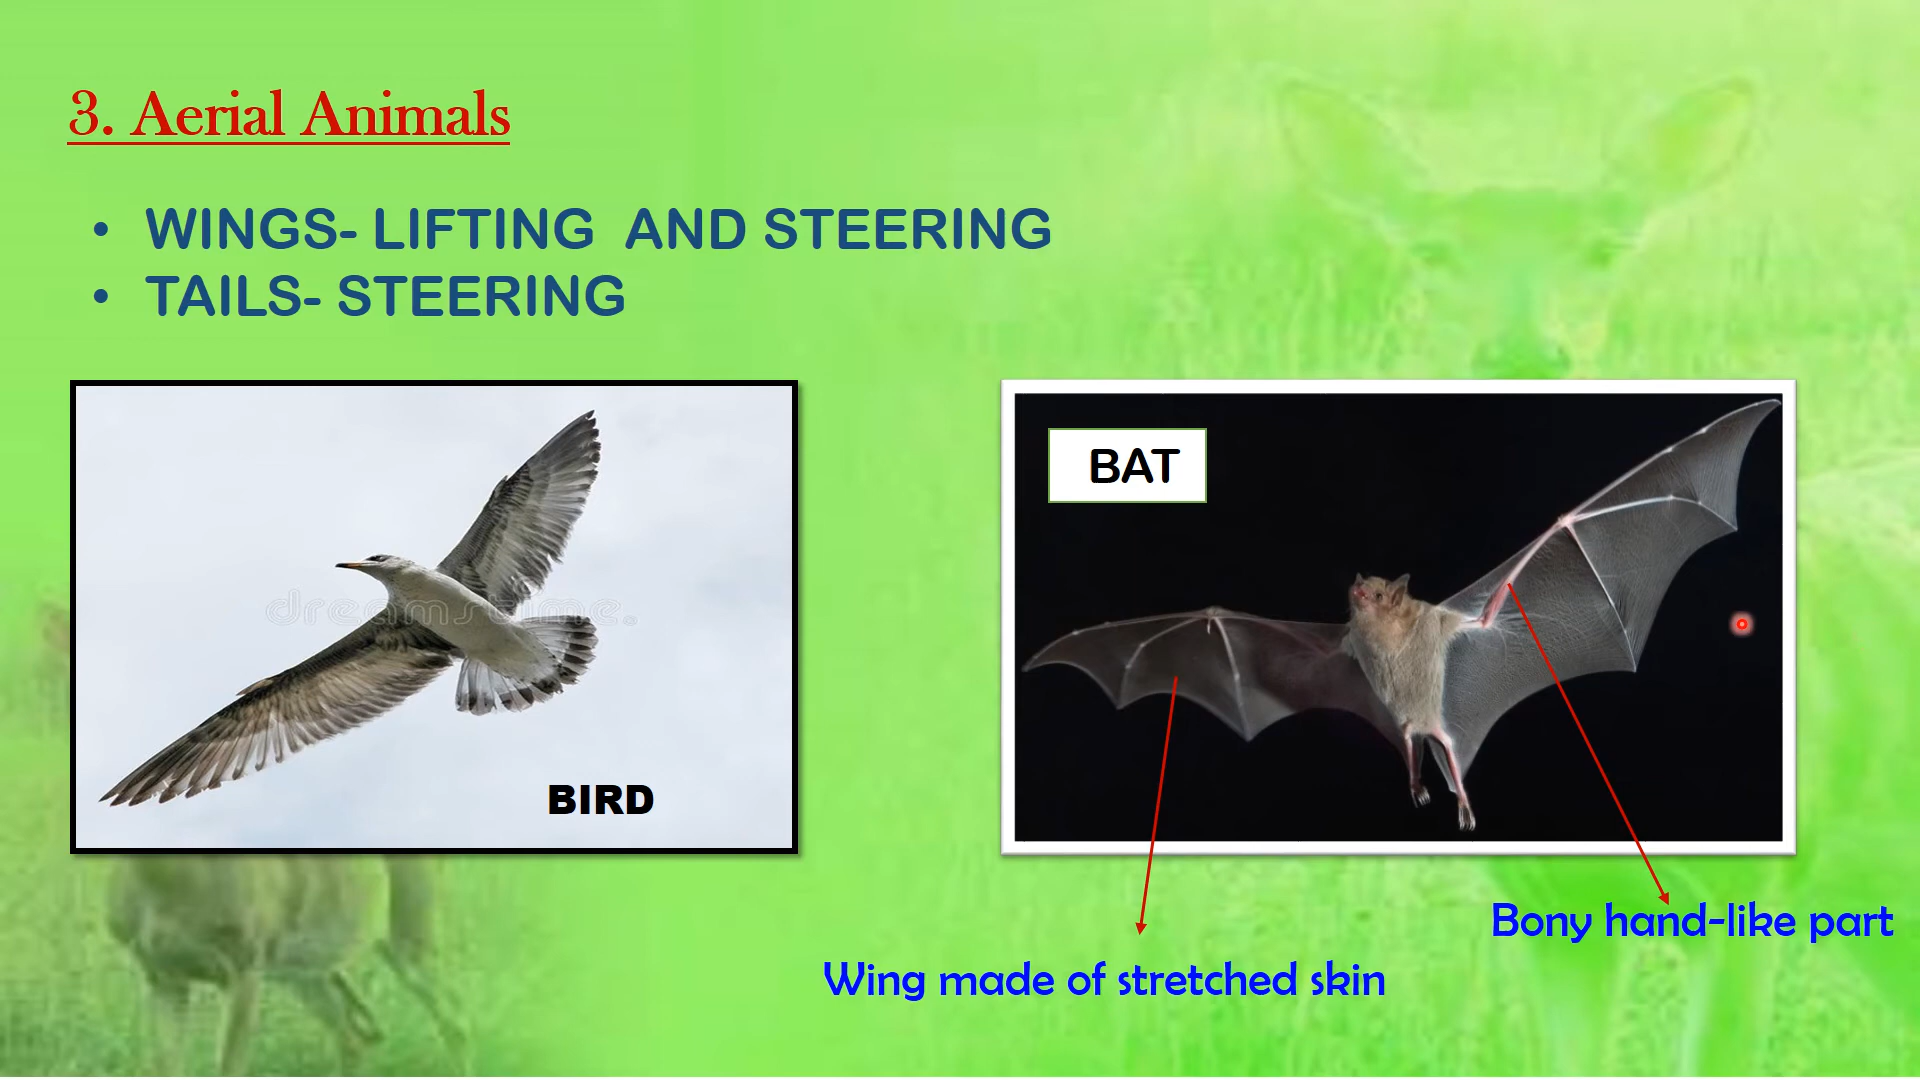 3. Aerial Animals
• WINGS- LIFTING AND STEERING
• TAILS- STEERING
dreamstime.
BIRD
BAT
Bony hand-like part
Wing made of stretched skin